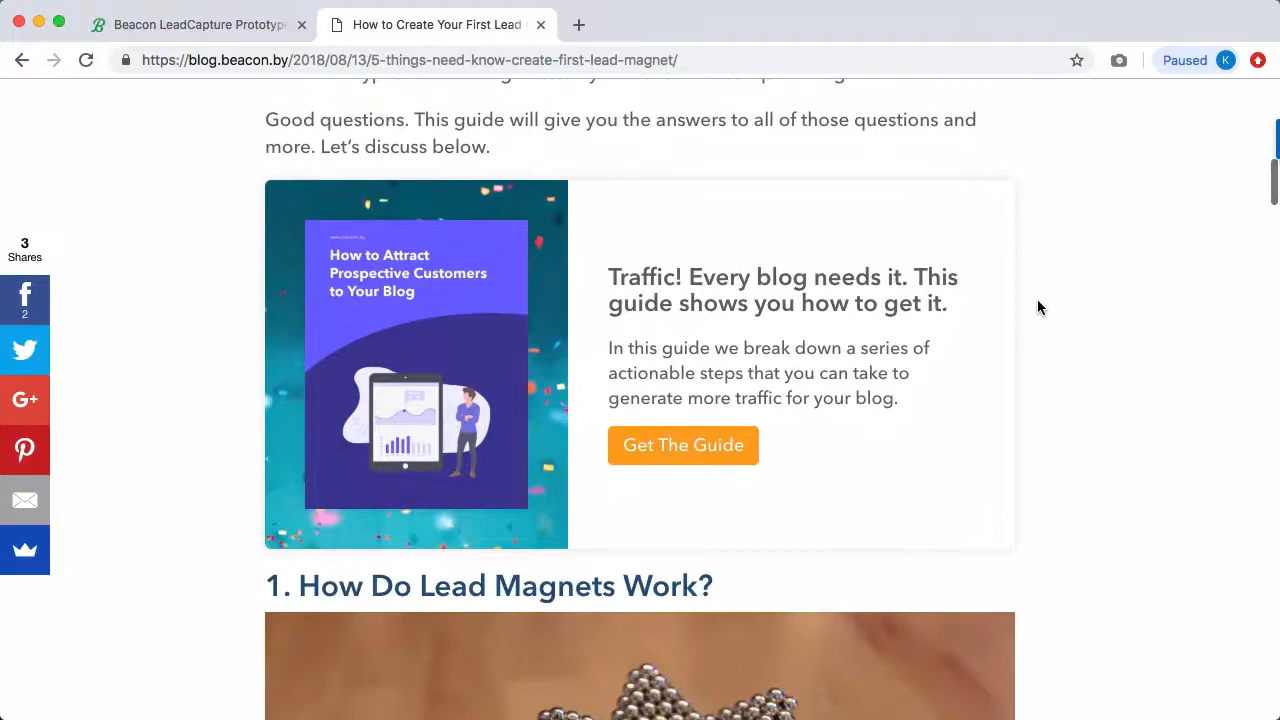 Beacon LeadCapture Prototype
How to Create Your First Lead
https://blog.beacon.by/2018/08/13/5-things-need-know-create-first-lead-magnet/
Paused
K
Good questions. This guide will give you the answers to all of those questions and
more. Let’s discuss below.
3
Shares
f
2
G+
www.beacon.by
How to Attract
Prospective Customers
to Your Blog
Traffic! Every blog needs it. This
guide shows you how to get it.
In this guide we break down a series of
actionable steps that you can take to
generate more traffic for your blog.
Get The Guide
1. How Do Lead Magnets Work?